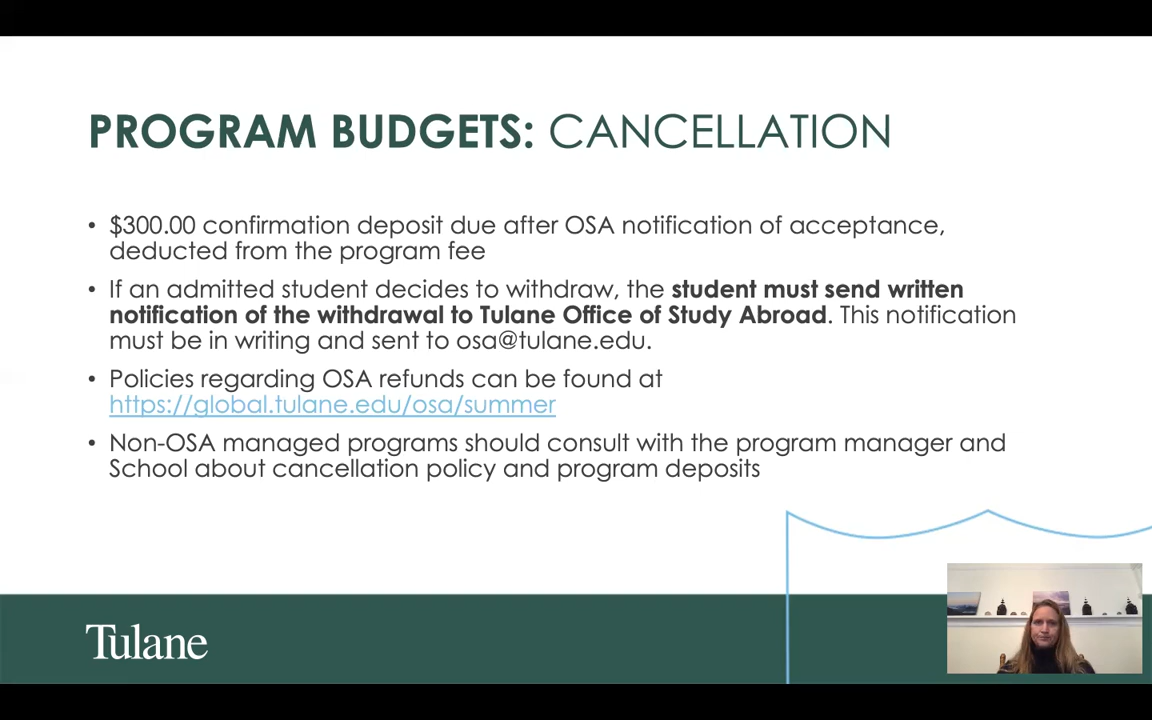 PROGRAM BUDGETS: CANCELLATION
• $300.00 confirmation deposit due after OSA notification of acceptance,
deducted from the program fee
• If an admitted student decides to withdraw, the student must send written
notification of the withdrawal to Tulane Office of Study Abroad. This notification
must be in writing and sent to osa@tulane.edu.
• Policies regarding OSA refunds can be found at
https://global.tulane.edu/osa/summer
• Non-OSA managed programs should consult with the program manager and
School about cancellation policy and program deposits
Tulane